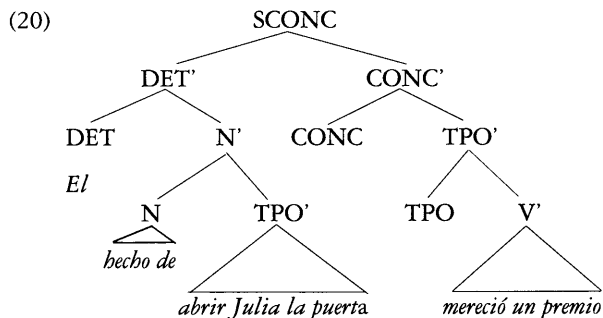 (20) SCONC
DET' CONC'
DET N' CONC TPO'
El
N TPO' TPO V'
hecho de
abrir Julia la puerta mereció un premio